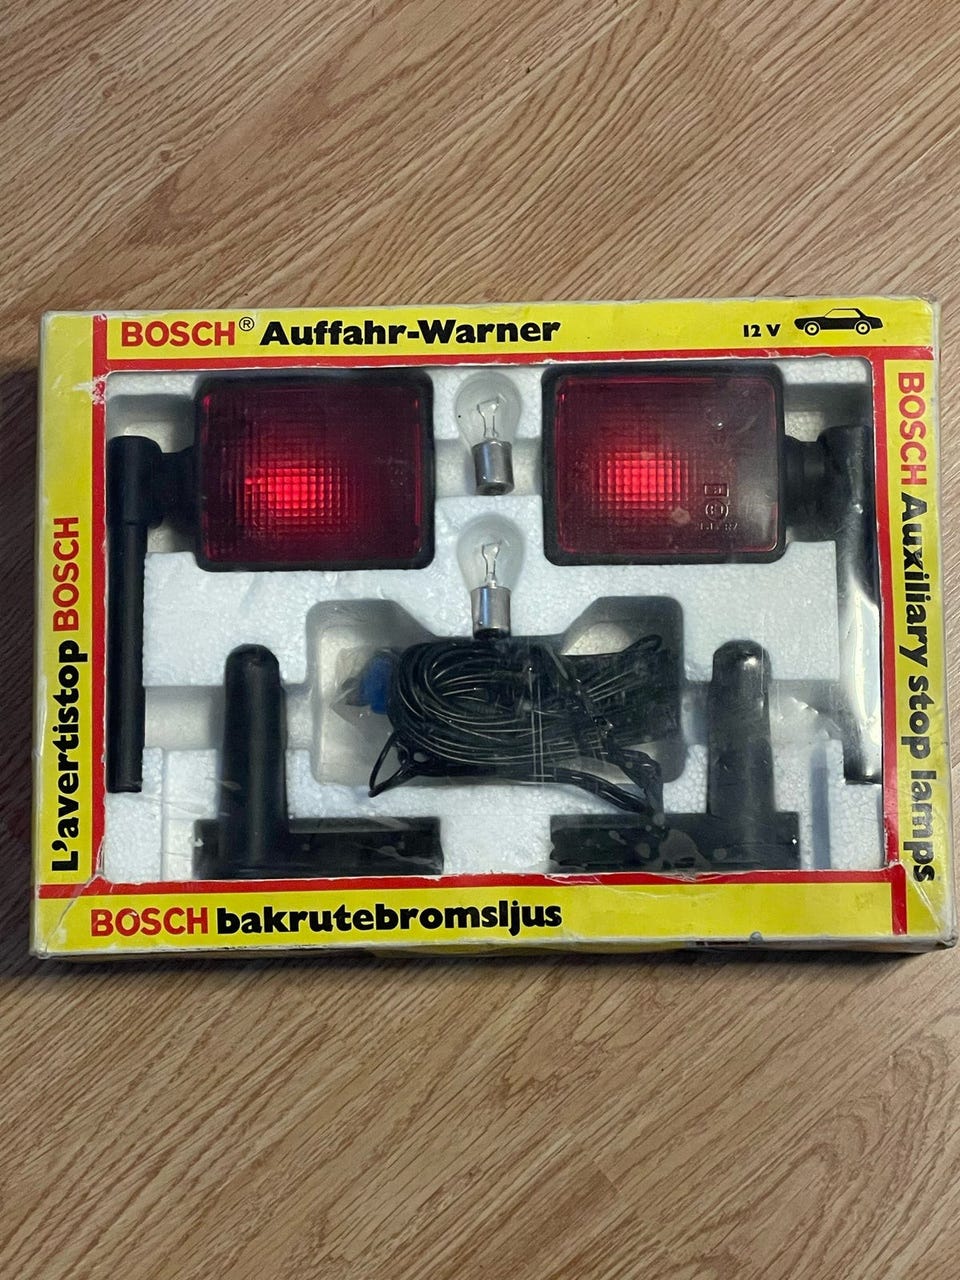 BOSCH® Auffahr-Warner
12 V
L'avertistop BOSCH
BOSCH Auxiliary stop lamps
BOSCH bakrutebromsljus